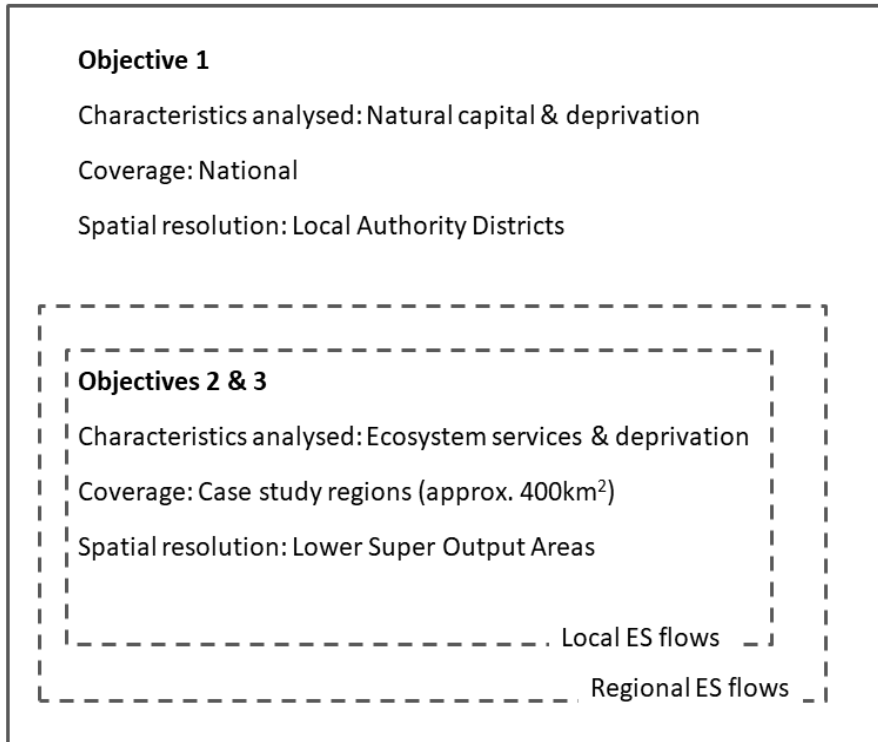 Objective 1
Characteristics analysed: Natural capital & deprivation
Coverage: National
Spatial resolution: Local Authority Districts
Objectives 2 & 3
Characteristics analysed: Ecosystem services & deprivation
Coverage: Case study regions (approx. 400km²)
Spatial resolution: Lower Super Output Areas
Local ES flows
Regional ES flows